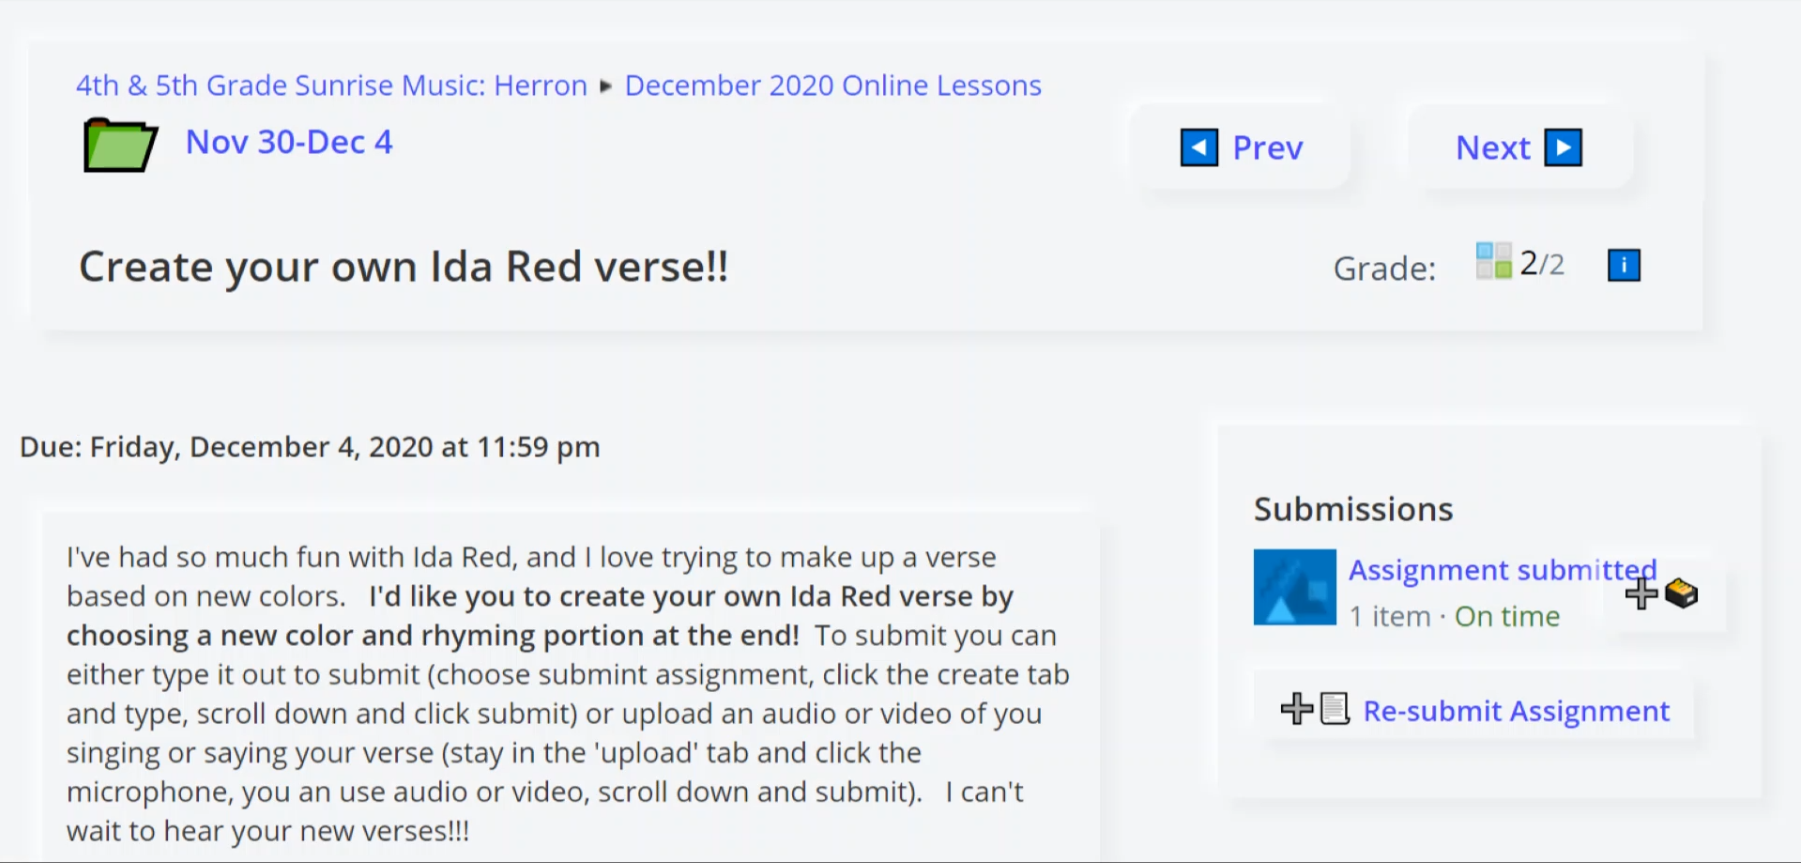 4th & 5th Grade Sunrise Music: Herron ▸ December 2020 Online Lessons
Nov 30-Dec 4
Prev
Next
Create your own Ida Red verse!!
Grade: 2/2
Due: Friday, December 4, 2020 at 11:59 pm
I've had so much fun with Ida Red, and I love trying to make up a verse
based on new colors. I'd like you to create your own Ida Red verse by
choosing a new color and rhyming portion at the end! To submit you can
either type it out to submit (choose submint assignment, click the create tab
and type, scroll down and click submit) or upload an audio or video of you
singing or saying your verse (stay in the 'upload' tab and click the
microphone, you an use audio or video, scroll down and submit). I can't
wait to hear your new verses!!!
Submissions
Assignment submitted
1 item · On time
Re-submit Assignment